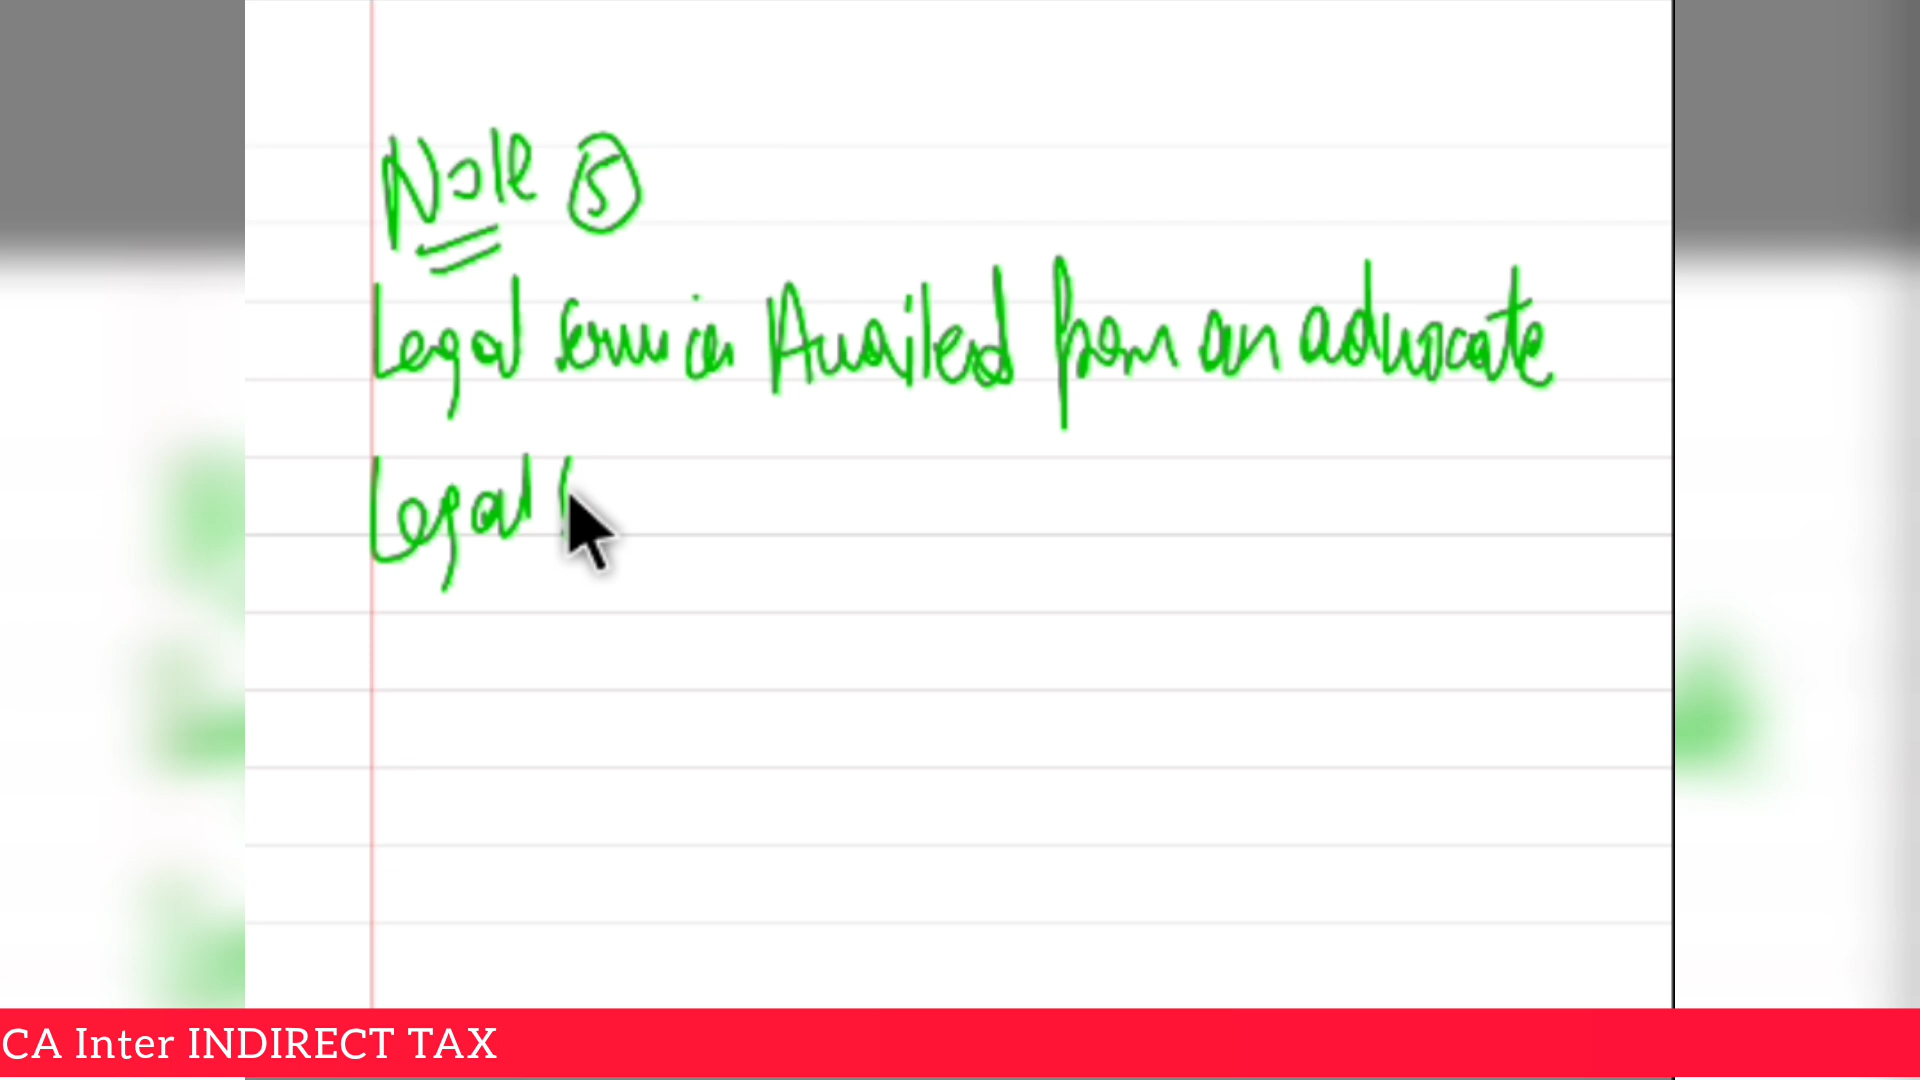 Note 5
Legal Services Availed from an advocate
Legal
CA Inter INDIRECT TAX